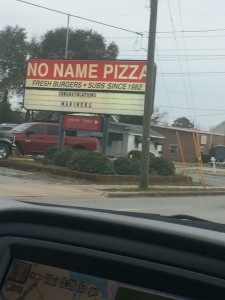 NO NAME PIZZA
FRESH BURGERS • SUBS SINCE 1982
CONGRATULATIONS
MARINERS